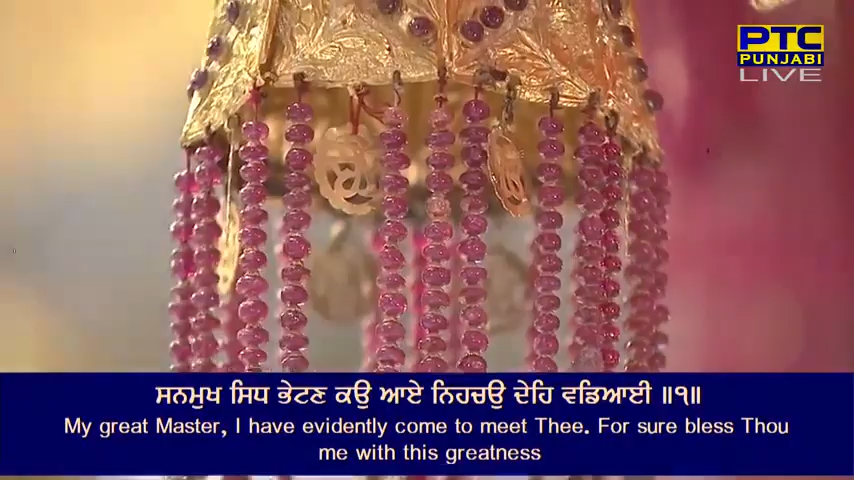 PTC
PUNJABI
LIVE
ਸਨਮੁਖ ਸਿਧ ਭੇਟਣ ਕਉ ਆਏ ਨਿਹਚਉ ਦੇਹਿ ਵਡਿਆਈ ॥੧॥
My great Master, I have evidently come to meet Thee. For sure bless Thou
me with this greatness